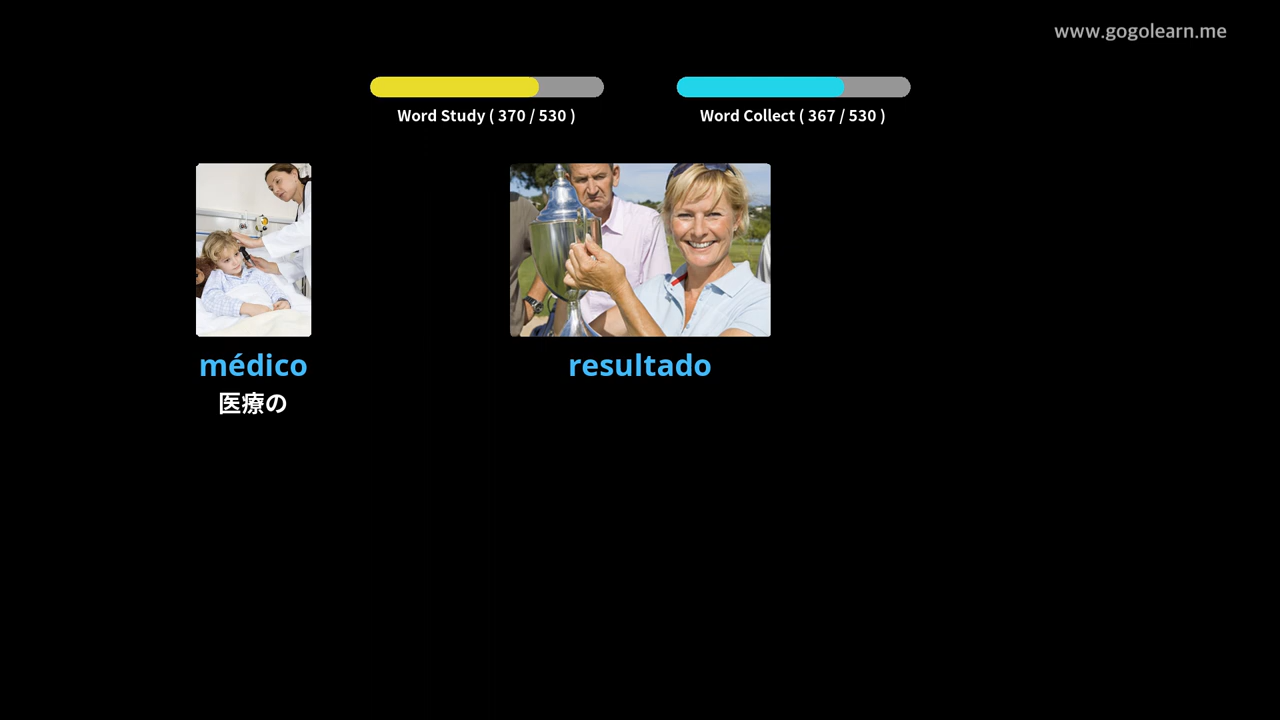 www.gogolearn.me
Word Study ( 370 / 530 )
Word Collect ( 367 / 530 )
médico
医療の
resultado